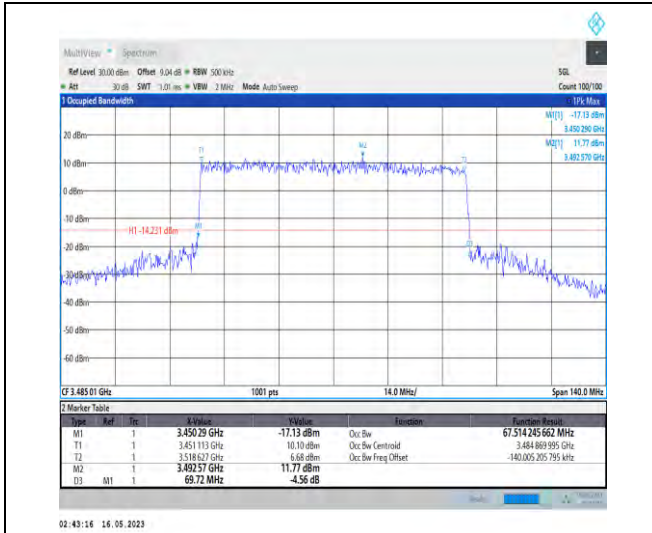 MultiView Spectrum
Ref Level 30.00 dBm Offset 9.04 dB RBW 500 kHz SGL
Att 30 dB SWT 1.01 ms VBW 2 MHz Mode Auto Sweep Count 100/100
1 Occupied Bandwidth 1Pk Max
M1[1] -17.13 dBm
3.450 290 GHz
M2[1] 11.77 dBm
3.492 570 GHz
20 dBm
T1 M2 T2
10 dBm
0 dBm
-10 dBm
H1 -14.231 dBm M1
-20 dBm D3
-30 dBm
-40 dBm
-50 dBm
-60 dBm
CF 3.485 01 GHz 1001 pts 14.0 MHz/ Span 140.0 MHz
2 Marker Table
Type Ref Trc X-Value Y-Value Function Function Result
M1 1 3.450 29 GHz -17.13 dBm Occ Bw 67.514 245 662 MHz
T1 1 3.451 113 GHz 10.10 dBm Occ Bw Centroid 3.484 869 995 GHz
T2 1 3.518 627 GHz 6.68 dBm Occ Bw Freq Offset -140.005 205 795 kHz
M2 1 3.492 57 GHz 11.77 dBm
D3 M1 1 69.72 MHz -4.56 dB
02:43:16 16.05.2023